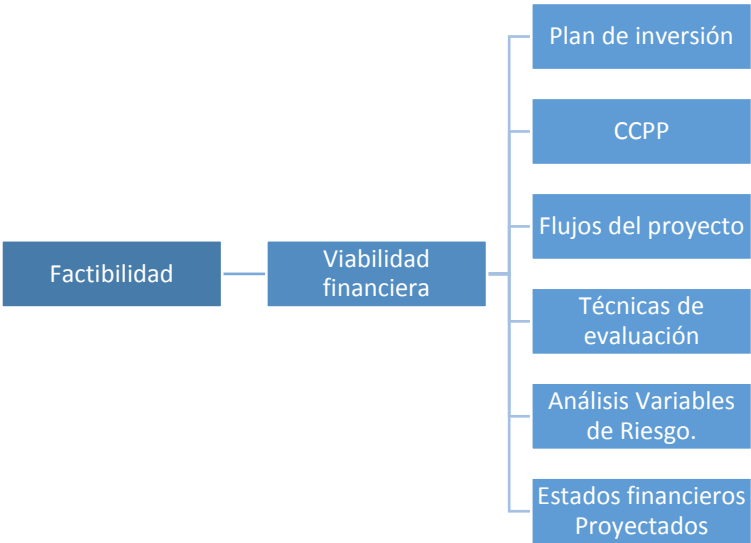 Factibilidad
Viabilidad
financiera
Plan de inversión
CCPP
Flujos del proyecto
Técnicas de
evaluación
Análisis Variables
de Riesgo.
Estados financieros
Proyectados